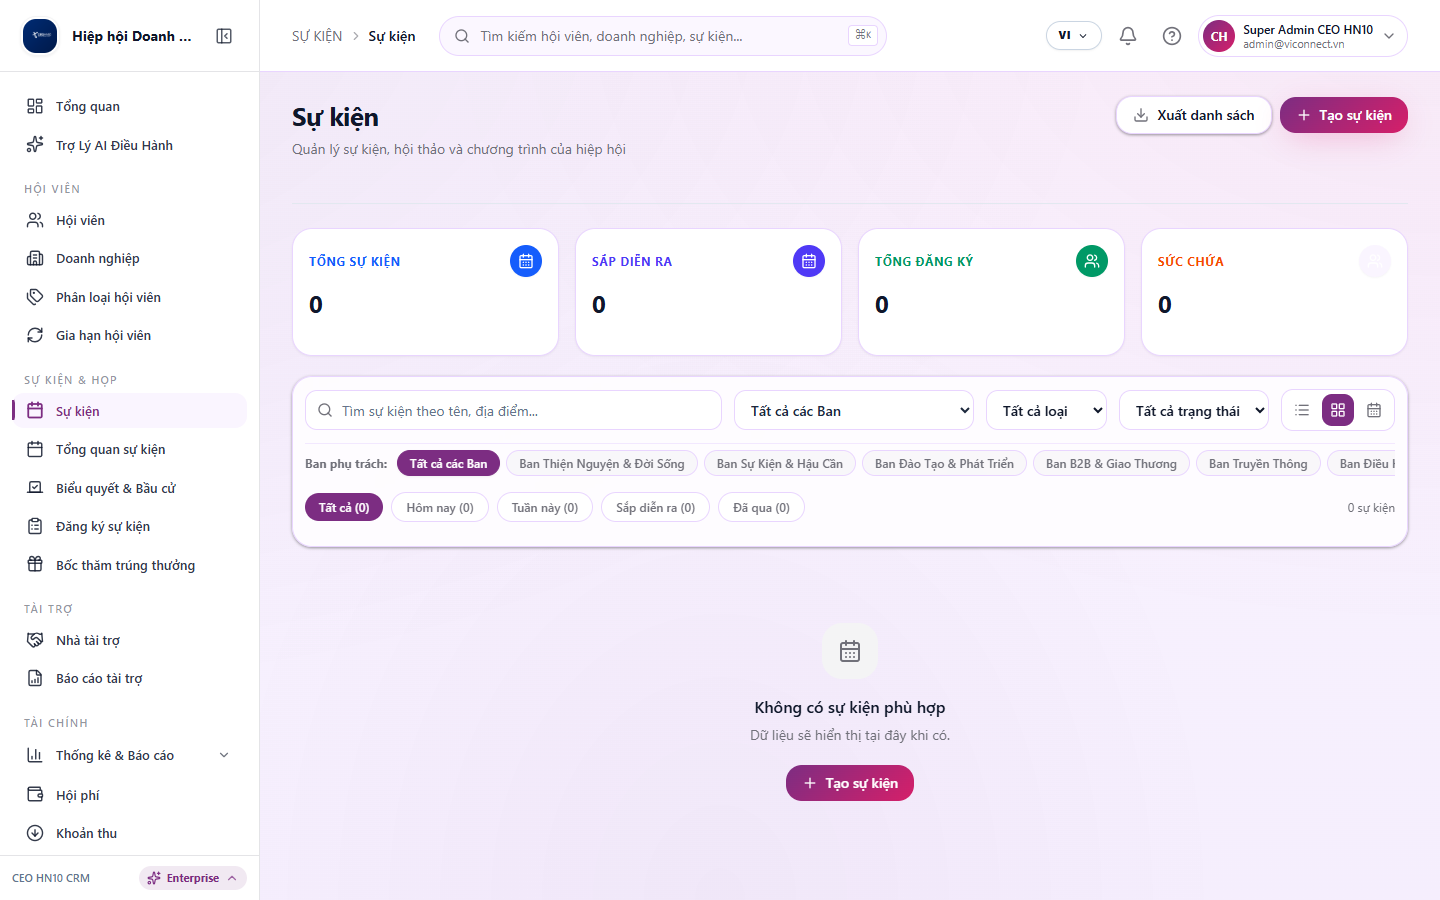 Hiệp hội Doanh ...
SỰ KIỆN > Sự kiện
Tìm kiếm hội viên, doanh nghiệp, sự kiện...
⌘K
VI
CH
Super Admin CEO HN10
admin@viconnect.vn
Tổng quan
Trợ Lý AI Điều Hành
HỘI VIÊN
Hội viên
Doanh nghiệp
Phân loại hội viên
Gia hạn hội viên
SỰ KIỆN & HỌP
Sự kiện
Tổng quan sự kiện
Biểu quyết & Bầu cử
Đăng ký sự kiện
Bốc thăm trúng thưởng
TÀI TRỢ
Nhà tài trợ
Báo cáo tài trợ
TÀI CHÍNH
Thống kê & Báo cáo
Hội phí
Khoản thu
CEO HN10 CRM
Enterprise
Sự kiện
Quản lý sự kiện, hội thảo và chương trình của hiệp hội
Xuất danh sách
Tạo sự kiện
TỔNG SỰ KIỆN
0
SẮP DIỄN RA
0
TỔNG ĐĂNG KÝ
0
SỨC CHỨA
0
Tìm sự kiện theo tên, địa điểm...
Tất cả các Ban
Tất cả loại
Tất cả trạng thái
Ban phụ trách: Tất cả các Ban Ban Thiện Nguyện & Đời Sống Ban Sự Kiện & Hậu Cần Ban Đào Tạo & Phát Triển Ban B2B & Giao Thương Ban Truyền Thông Ban Điều
Tất cả (0) Hôm nay (0) Tuần này (0) Sắp diễn ra (0) Đã qua (0) 0 sự kiện
Không có sự kiện phù hợp
Dữ liệu sẽ hiển thị tại đây khi có.
Tạo sự kiện